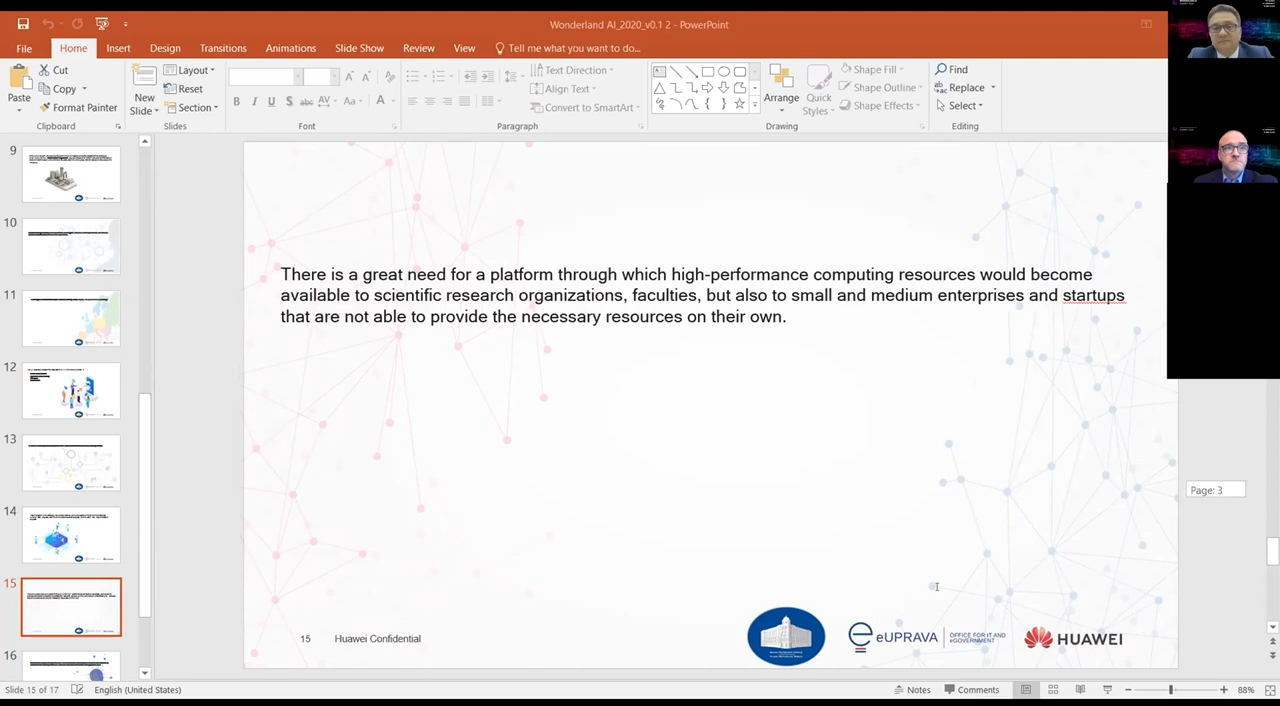 Wonderland AI_2020_v0.1 2 - PowerPoint
File Home Insert Design Transitions Animations Slide Show Review View Tell me what you want to do...
Paste
Cut
Copy
Format Painter
Clipboard
New Slide
Layout
Reset
Section
Slides
B I U S abc AV Aa A
Font
Text Direction
Align Text
Convert to SmartArt
Paragraph
Arrange
Quick Styles
Shape Fill
Shape Outline
Shape Effects
Drawing
Find
Replace
Select
Editing
9
10
11
12
13
14
15
16
There is a great need for a platform through which high-performance computing resources would become
available to scientific research organizations, faculties, but also to small and medium enterprises and startups
that are not able to provide the necessary resources on their own.
Page: 3
15 Huawei Confidential
eUPRAVA
OFFICE FOR IT AND
eGOVERNMENT
HUAWEI
Slide 15 of 17 English (United States) Notes Comments 88%